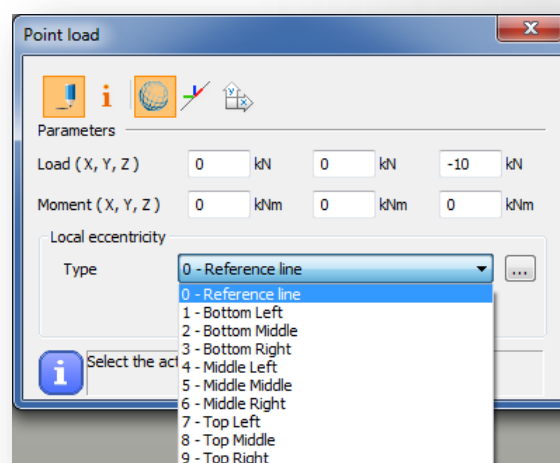 Point load
Parameters
Load ( X, Y, Z ) 0 kN 0 kN -10 kN
Moment ( X, Y, Z ) 0 kNm 0 kNm 0 kNm
Local eccentricity
Type 0 - Reference line ...
0 - Reference line
1 - Bottom Left
2 - Bottom Middle
3 - Bottom Right
Select the act
4 - Middle Left
5 - Middle Middle
6 - Middle Right
7 - Top Left
8 - Top Middle
9 - Top Right